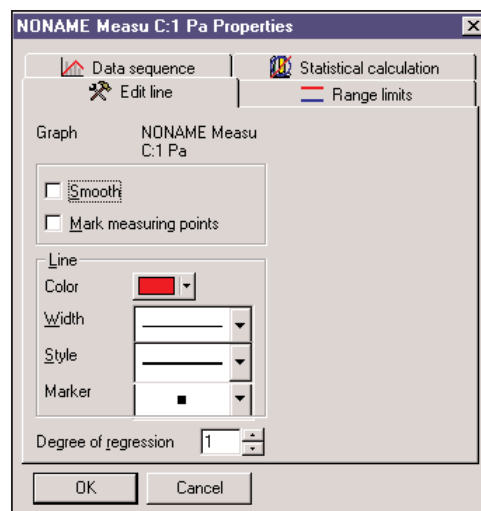 NONAME Measu C:1 Pa Properties
Data sequence
Statistical calculation
Edit line
Range limits
Graph NONAME Measu
C:1 Pa
Smooth
Mark measuring points
Line
Color
Width
Style
Marker
Degree of regression 1
OK Cancel